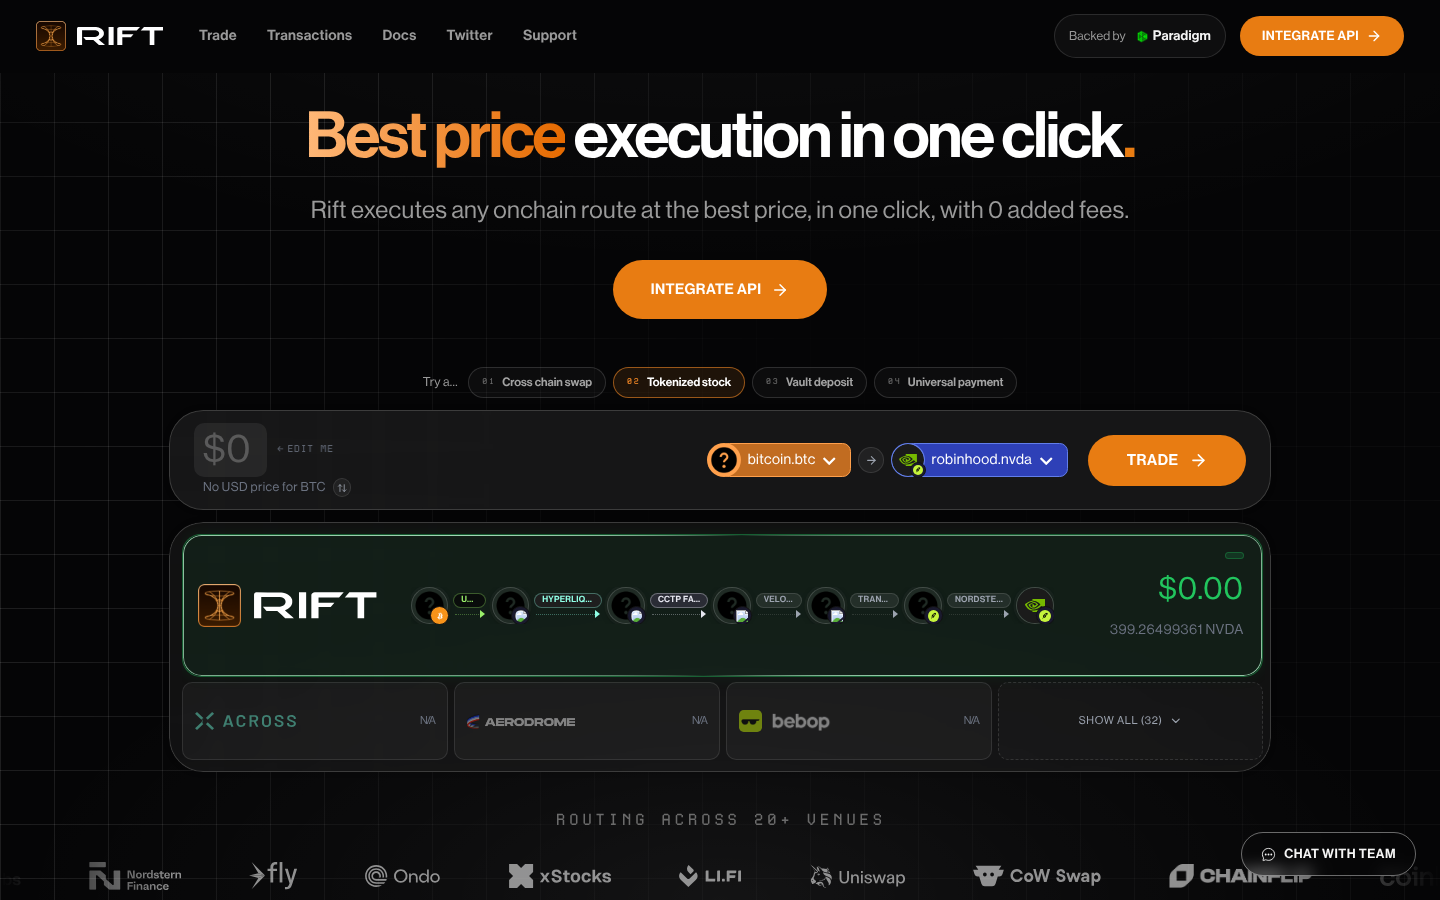 RIFT
Trade
Transactions
Docs
Twitter
Support
Backed by Paradigm
INTEGRATE API
Best price execution in one click.
Rift executes any onchain route at the best price, in one click, with 0 added fees.
INTEGRATE API
Try a...
01 Cross chain swap
02 Tokenized stock
03 Vault deposit
04 Universal payment
$0
EDIT ME
No USD price for BTC
bitcoin.btc
robinhood.nvda
TRADE
RIFT
U...
HYPERLIQ...
CCTP FA...
VELO...
TRAN...
NORDSTE...
$0.00
399.26499361 NVDA
ACROSS
N/A
AERODROME
N/A
bebop
N/A
SHOW ALL (32)
ROUTING ACROSS 20+ VENUES
Nordstern
Finance
fly
Ondo
xStocks
LI.FI
Uniswap
CoW Swap
CHAINFLIP
coin
CHAT WITH TEAM